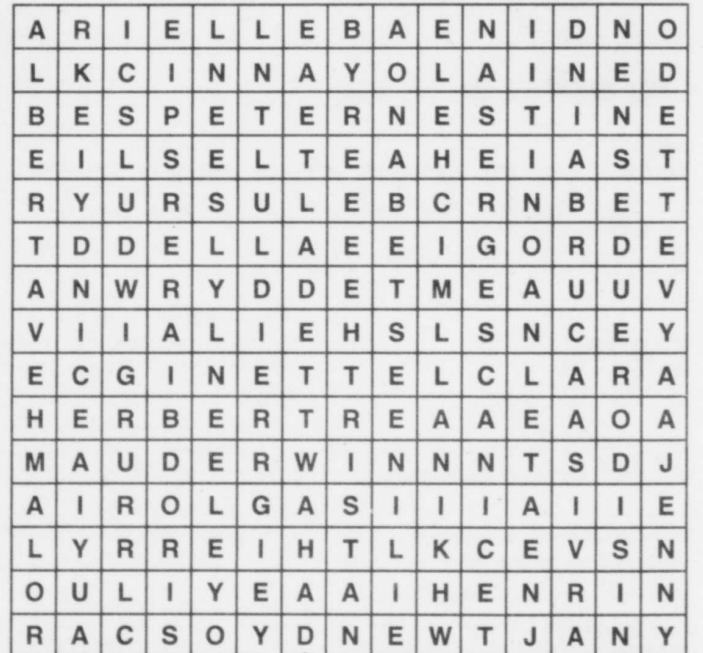 A R I E L L E B A E N I D N O
L K C I N N A Y O L A I N E D
B E S P E T E R N E S T I N E
E I L S E L T E A H E I A S T
R Y U R S U L E B C R N B E T
T D D E L L A E E I G O R D E
A N W R Y D D E T M E A U U V
V I I A L I E H S L S N C E Y
E C G I N E T T E L C L A R A
H E R B E R T R E A A E A O A
M A U D E R W I N N N T S D J
A I R O L G A S I I I A I I E
L Y R R E I H T L K C E V S N
O U L I Y E A A I H E N R I N
R A C S O Y D N E W T J A N Y